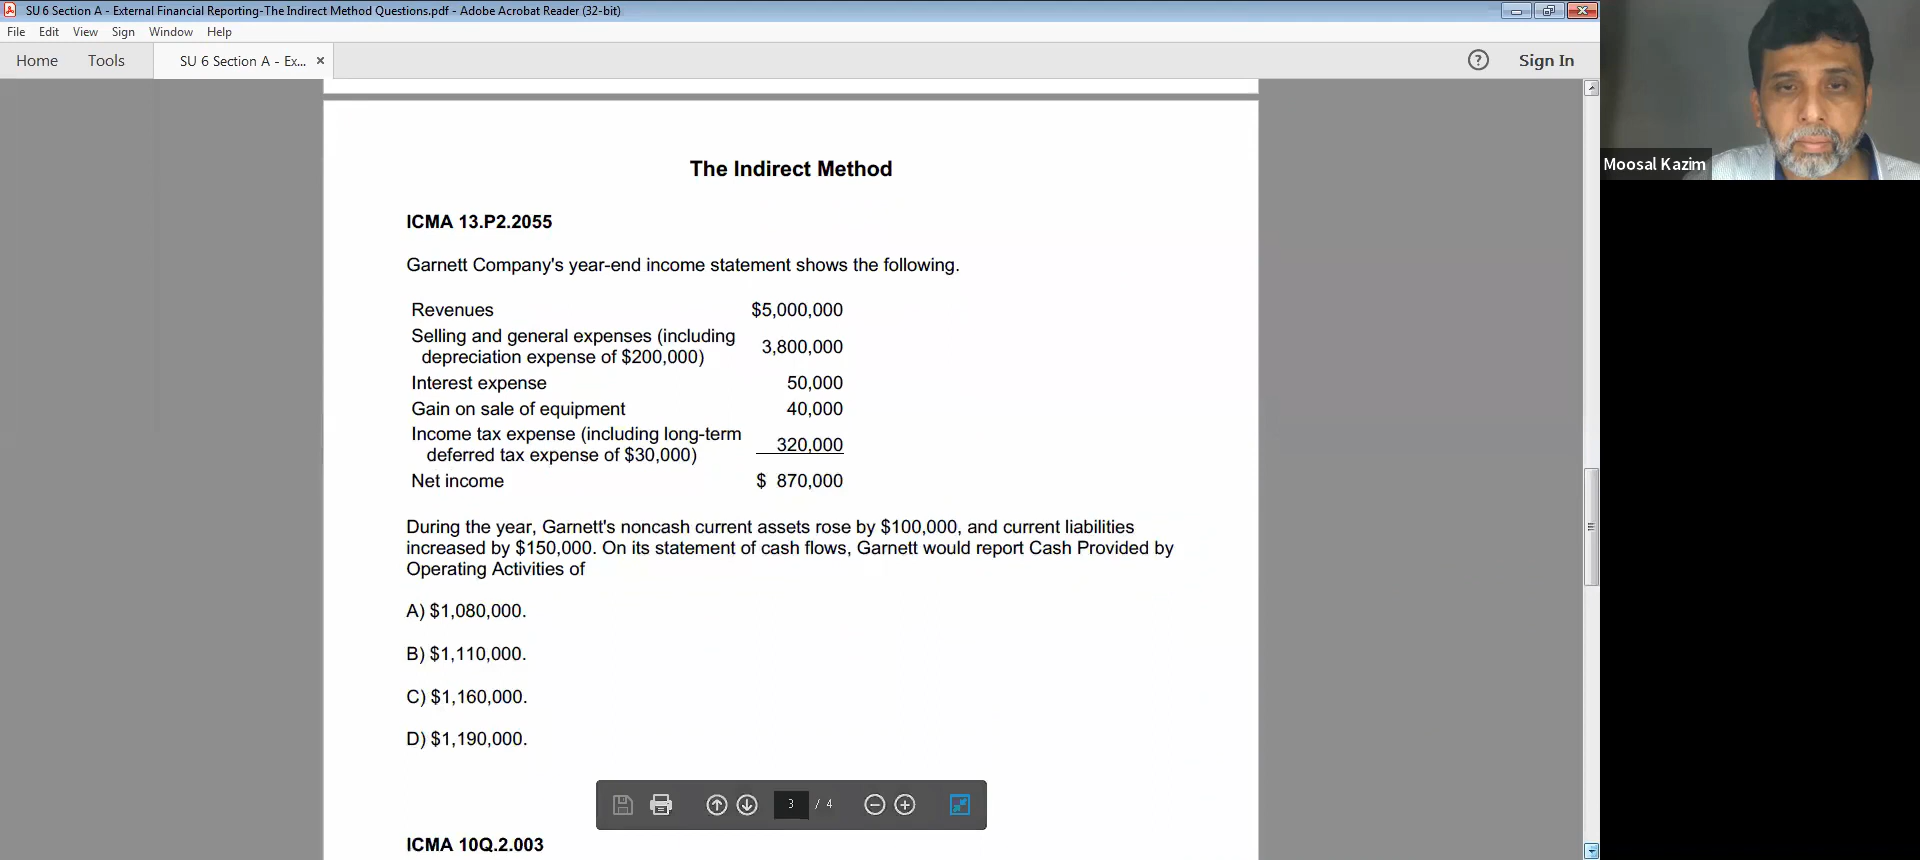 SU 6 Section A - External Financial Reporting-The Indirect Method Questions.pdf - Adobe Acrobat Reader (32-bit)
File Edit View Sign Window Help
Home Tools SU 6 Section A - Ex... × ? Sign In
Moosal Kazim
The Indirect Method
ICMA 13.P2.2055
Garnett Company's year-end income statement shows the following.
Revenues $5,000,000
Selling and general expenses (including
depreciation expense of $200,000) 3,800,000
Interest expense 50,000
Gain on sale of equipment 40,000
Income tax expense (including long-term
deferred tax expense of $30,000) 320,000
Net income $ 870,000
During the year, Garnett's noncash current assets rose by $100,000, and current liabilities
increased by $150,000. On its statement of cash flows, Garnett would report Cash Provided by
Operating Activities of
A) $1,080,000.
B) $1,110,000.
C) $1,160,000.
D) $1,190,000.
3 / 4
ICMA 10Q.2.003